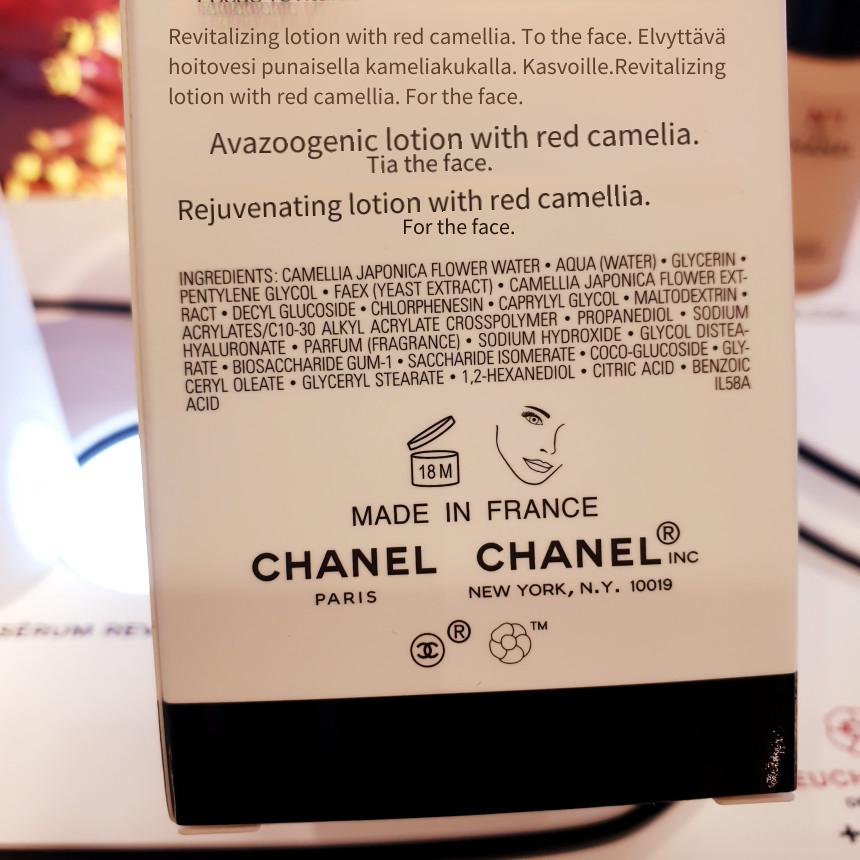 Revitalizing lotion with red camellia. To the face. Elvyttävä
hoitovesi punaisella kameliakukalla. Kasvoille.Revitalizing
lotion with red camellia. For the face.
Avazoogenic lotion with red camelia.
Tia the face.
Rejuvenating lotion with red camellia.
For the face.
INGREDIENTS: CAMELLIA JAPONICA FLOWER WATER • AQUA (WATER) • GLYCERIN •
PENTYLENE GLYCOL • FAEX (YEAST EXTRACT) • CAMELLIA JAPONICA FLOWER EXT-
RACT • DECYL GLUCOSIDE • CHLORPHENESIN • CAPRYLYL GLYCOL • MALTODEXTRIN •
ACRYLATES/C10-30 ALKYL ACRYLATE CROSSPOLYMER • PROPANEDIOL • SODIUM
HYALURONATE • PARFUM (FRAGRANCE) • SODIUM HYDROXIDE • GLYCOL DISTEA-
RATE • BIOSACCHARIDE GUM-1 • SACCHARIDE ISOMERATE • COCO-GLUCOSIDE • GLY-
CERYL OLEATE • GLYCERYL STEARATE • 1,2-HEXANEDIOL • CITRIC ACID • BENZOIC
ACID IL58A
18 M
MADE IN FRANCE
CHANEL CHANEL® INC
PARIS NEW YORK, N.Y. 10019
® ™
SÉRUM REV